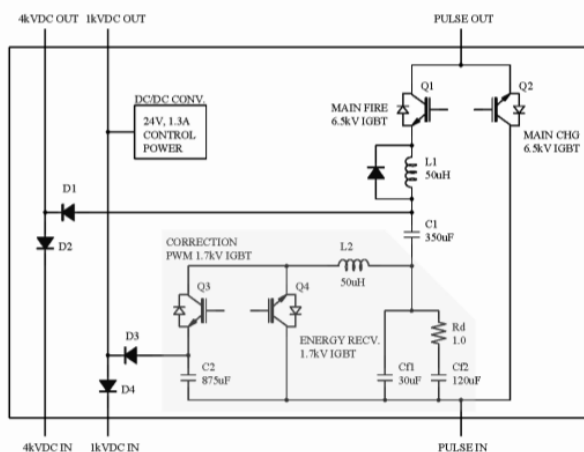 4kVDC OUT 1kVDC OUT PULSE OUT
Q1 Q2
DC/DC CONV.
24V, 1.3A
CONTROL
POWER
MAIN FIRE
6.5kV IGBT
MAIN CHG
6.5kV IGBT
L1
50uH
D1
C1
350uF
D2
CORRECTION
PWM 1.7kV IGBT
L2
50uH
Q3 Q4
Rd
1.0
D3
ENERGY RECV.
1.7kV IGBT
C2
875uF
Cf1
30uF
Cf2
120uF
D4
4kVDC IN 1kVDC IN PULSE IN